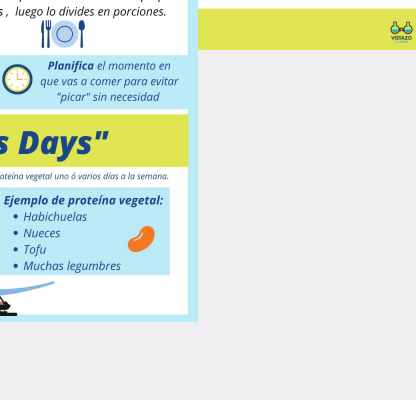 s , luego lo divides en porciones.
VISTAZO
Planifica el momento en
que vas a comer para evitar
"picar" sin necesidad
s Days"
oteína vegetal uno ó varios días a la semana.
Ejemplo de proteína vegetal:
• Habichuelas
• Nueces
• Tofu
• Muchas legumbres